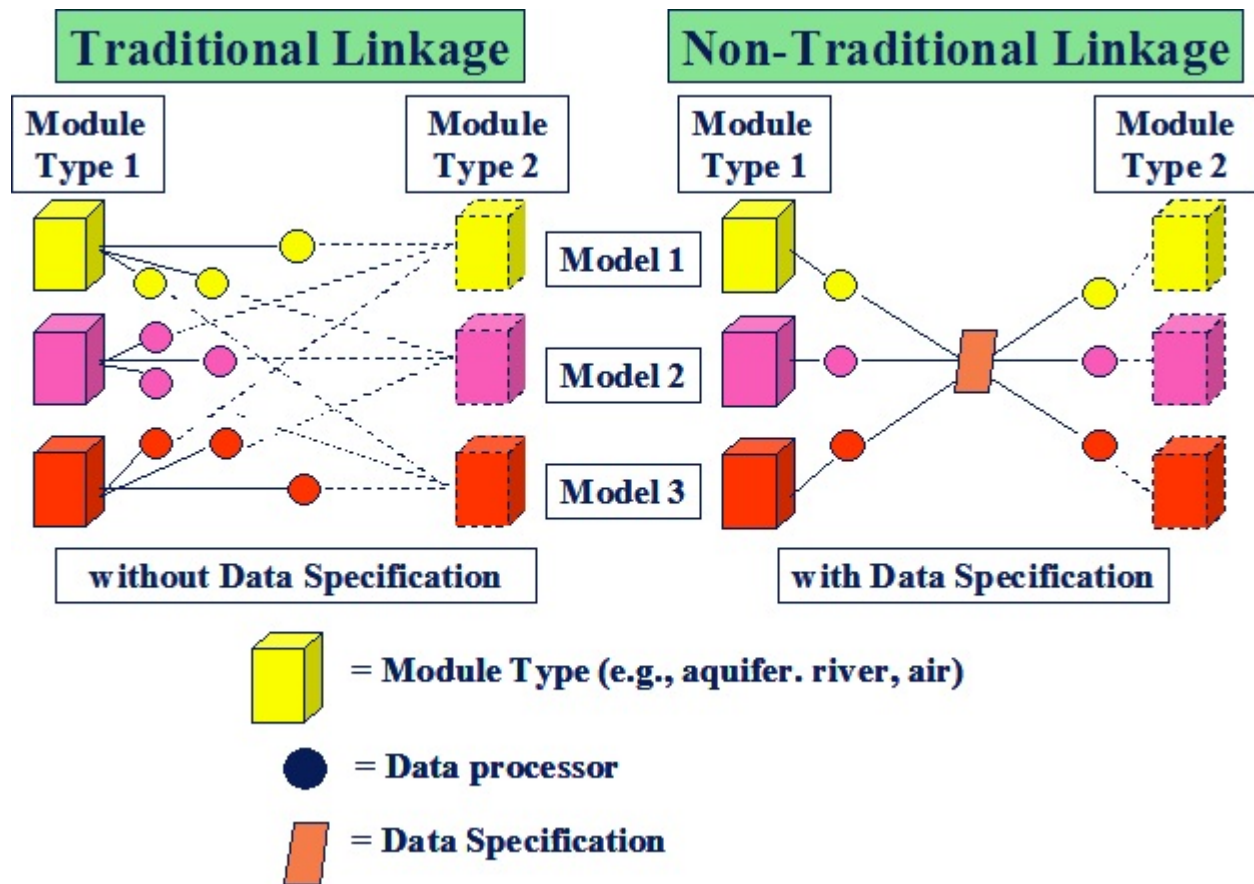 Traditional Linkage
Non-Traditional Linkage
Module
Type 1
Module
Type 2
Module
Type 1
Module
Type 2
Model 1
Model 2
Model 3
without Data Specification
with Data Specification
= Module Type (e.g., aquifer. river, air)
= Data processor
= Data Specification